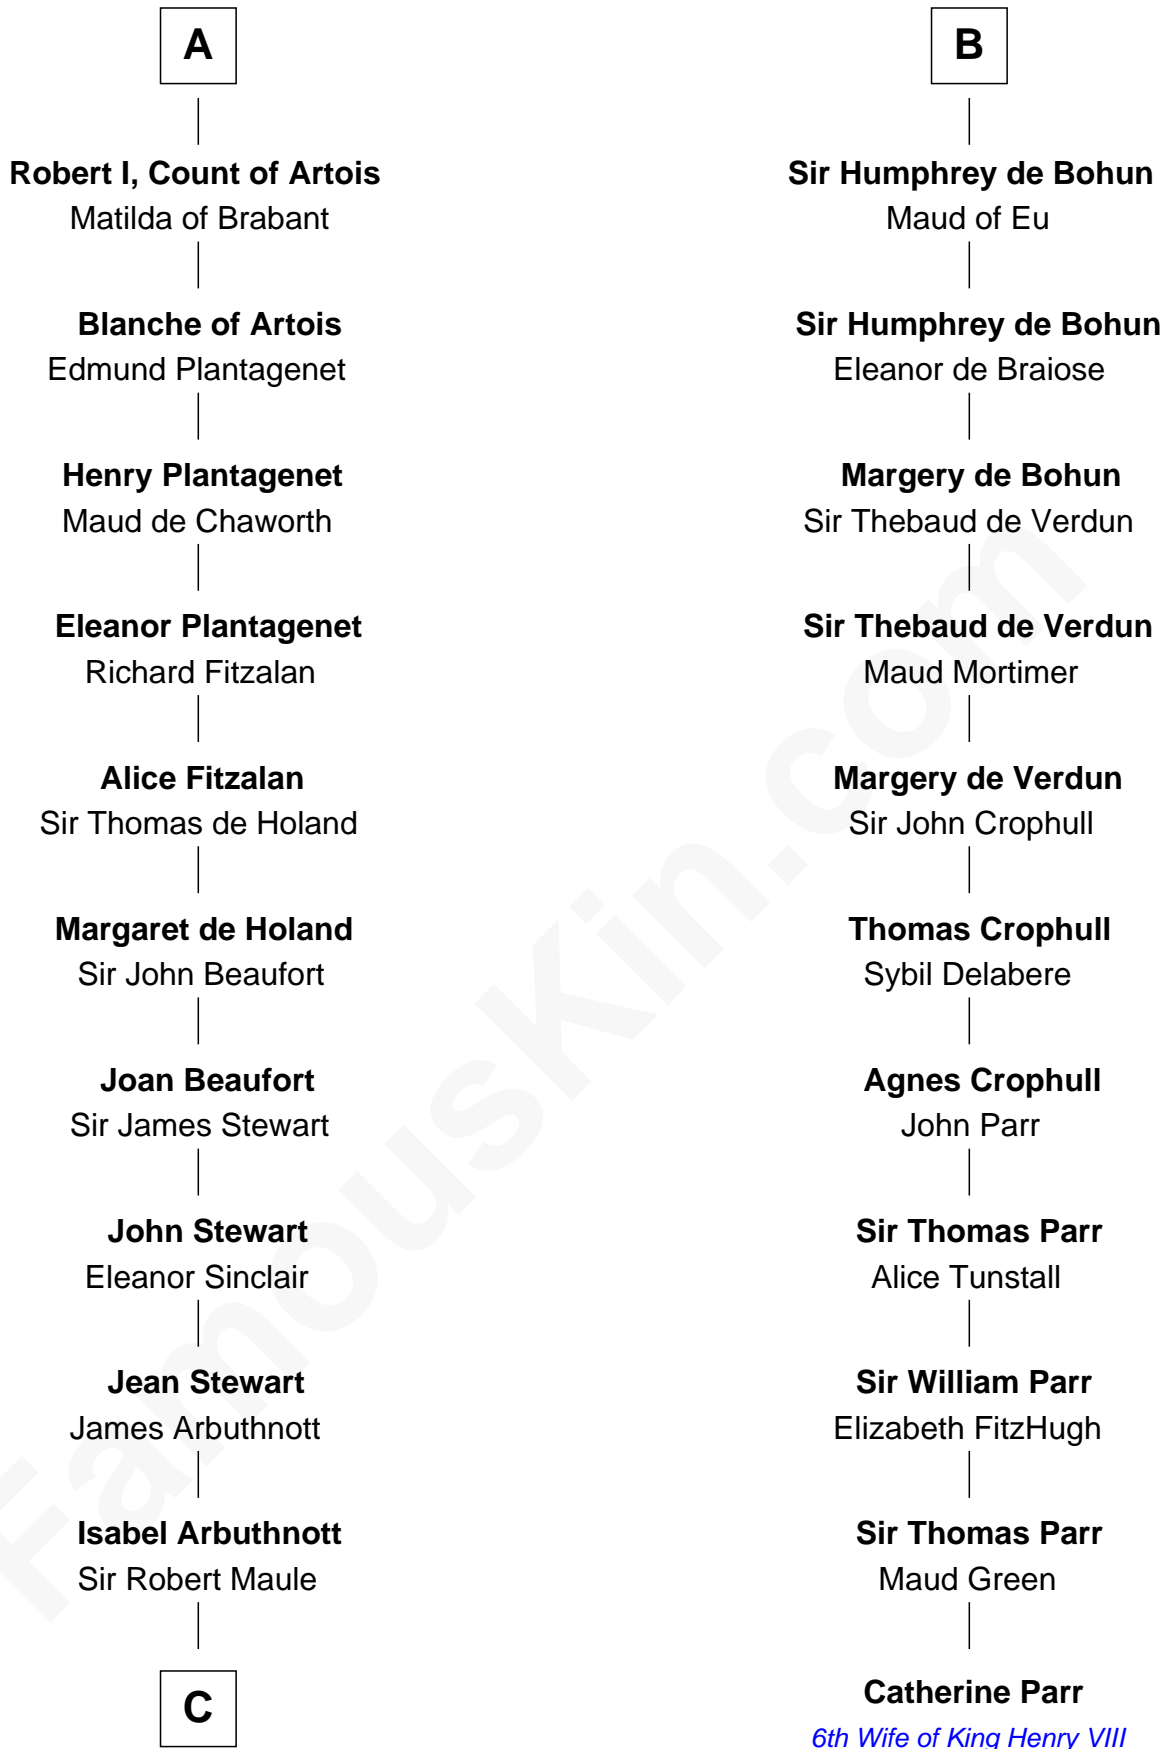 A
Robert I, Count of Artois
Matilda of Brabant
Blanche of Artois
Edmund Plantagenet
Henry Plantagenet
Maud de Chaworth
Eleanor Plantagenet
Richard Fitzalan
Alice Fitzalan
Sir Thomas de Holand
Margaret de Holand
Sir John Beaufort
Joan Beaufort
Sir James Stewart
John Stewart
Eleanor Sinclair
Jean Stewart
James Arbuthnott
Isabel Arbuthnott
Sir Robert Maule
C
B
Sir Humphrey de Bohun
Maud of Eu
Sir Humphrey de Bohun
Eleanor de Braiose
Margery de Bohun
Sir Thebaud de Verdun
Sir Thebaud de Verdun
Maud Mortimer
Margery de Verdun
Sir John Crophull
Thomas Crophull
Sybil Delabere
Agnes Crophull
John Parr
Sir Thomas Parr
Alice Tunstall
Sir William Parr
Elizabeth FitzHugh
Sir Thomas Parr
Maud Green
Catherine Parr
6th Wife of King Henry VIII
FamousKin.com